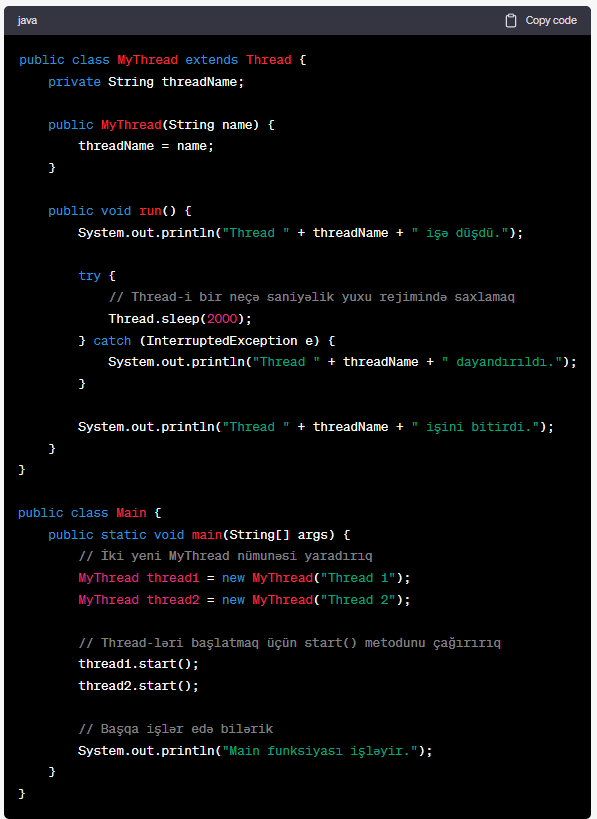 java
Copy code
public class MyThread extends Thread {
    private String threadName;

    public MyThread(String name) {
        threadName = name;
    }

    public void run() {
        System.out.println("Thread " + threadName + " işə düşdü.");

        try {
            // Thread-i bir neçə saniyəlik yuxu rejimində saxlamaq
            Thread.sleep(2000);
        } catch (InterruptedException e) {
            System.out.println("Thread " + threadName + " dayandırıldı.");
        }

        System.out.println("Thread " + threadName + " işini bitirdi.");
    }
}

public class Main {
    public static void main(String[] args) {
        // İki yeni MyThread nümunəsi yaradırıq
        MyThread thread1 = new MyThread("Thread 1");
        MyThread thread2 = new MyThread("Thread 2");

        // Thread-ləri başlatmaq üçün start() metodunu çağırırıq
        thread1.start();
        thread2.start();

        // Başqa işlər edə bilərik
        System.out.println("Main funksiyası işləyir.");
    }
}